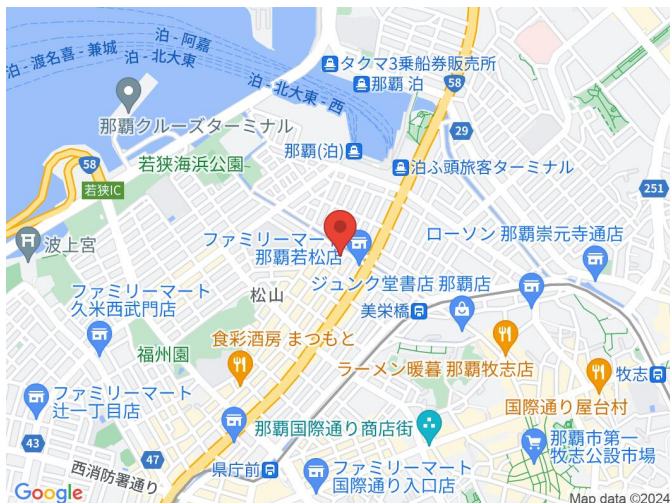 泊 - 渡名喜 - 兼城
泊 - 阿嘉
泊 - 北大東
泊 - 北大東 - 西
タクマ3乗船券販売所
那覇 泊
58
29
那覇クルーズターミナル
若狭海浜公園
那覇(泊)
泊ふ頭旅客ターミナル
251
58
若狭IC
波上宮
ファミリーマート
那覇若松店
ローソン 那覇崇元寺通店
ジュンク堂書店 那覇店
ファミリーマート
久米西武門店
松山
美栄橋
福州園
食彩酒房 まつもと
ラーメン暖暮 那覇牧志店
牧志
国際通り屋台村
ファミリーマート
辻一丁目店
那覇国際通り商店街
那覇市第一
牧志公設市場
43
47
西消防署通り
県庁前
ファミリーマート
国際通り入口店
Google
Map data ©2024